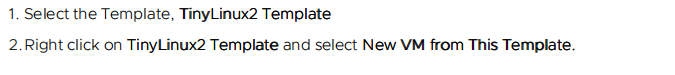 1. Select the Template, TinyLinux2 Template
2. Right click on TinyLinux2 Template and select New VM from This Template.